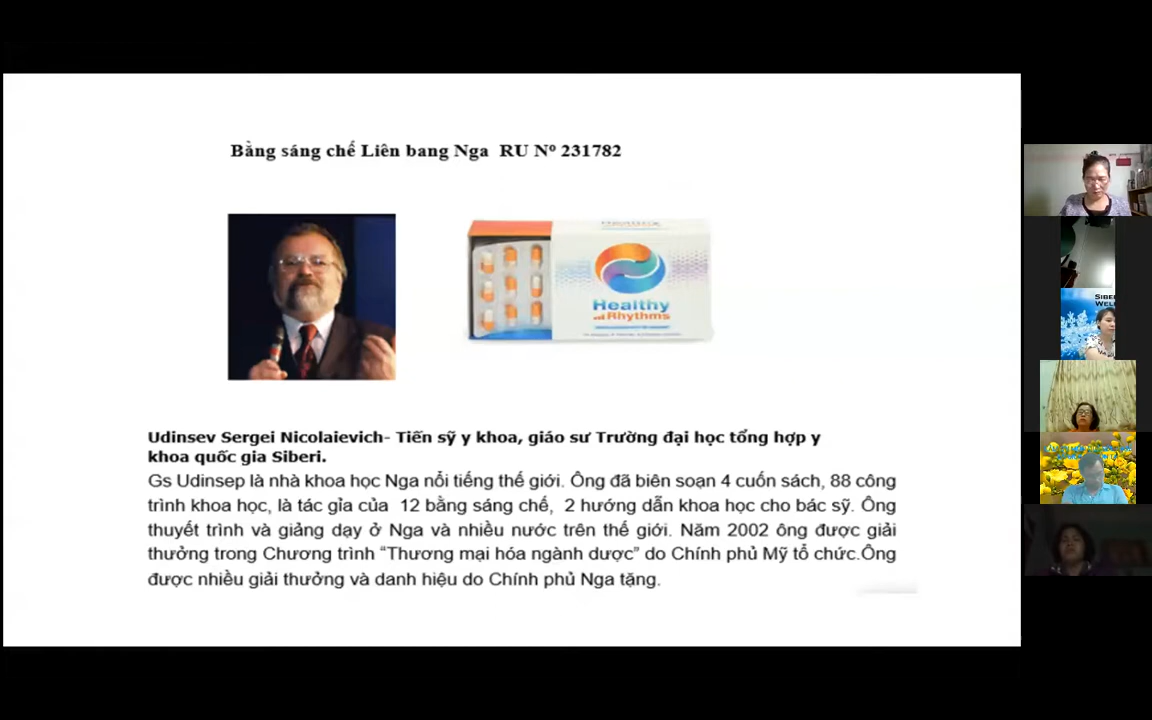 Bằng sáng chế Liên bang Nga RU Nº 231782
Healthy
Rhythms
Udinsev Sergei Nicolaievich- Tiến sỹ y khoa, giáo sư Trường đại học tổng hợp y
khoa quốc gia Siberi.
Gs Udinsep là nhà khoa học Nga nổi tiếng thế giới. Ông đã biên soạn 4 cuốn sách, 88 công
trình khoa học, là tác gỉa của 12 bằng sáng chế, 2 hướng dẫn khoa học cho bác sỹ. Ông
thuyết trình và giảng dạy ở Nga và nhiều nước trên thế giới. Năm 2002 ông được giải
thưởng trong Chương trình “Thương mại hóa ngành dược” do Chính phủ Mỹ tổ chức.Ông
được nhiều giải thưởng và danh hiệu do Chính phủ Nga tặng.